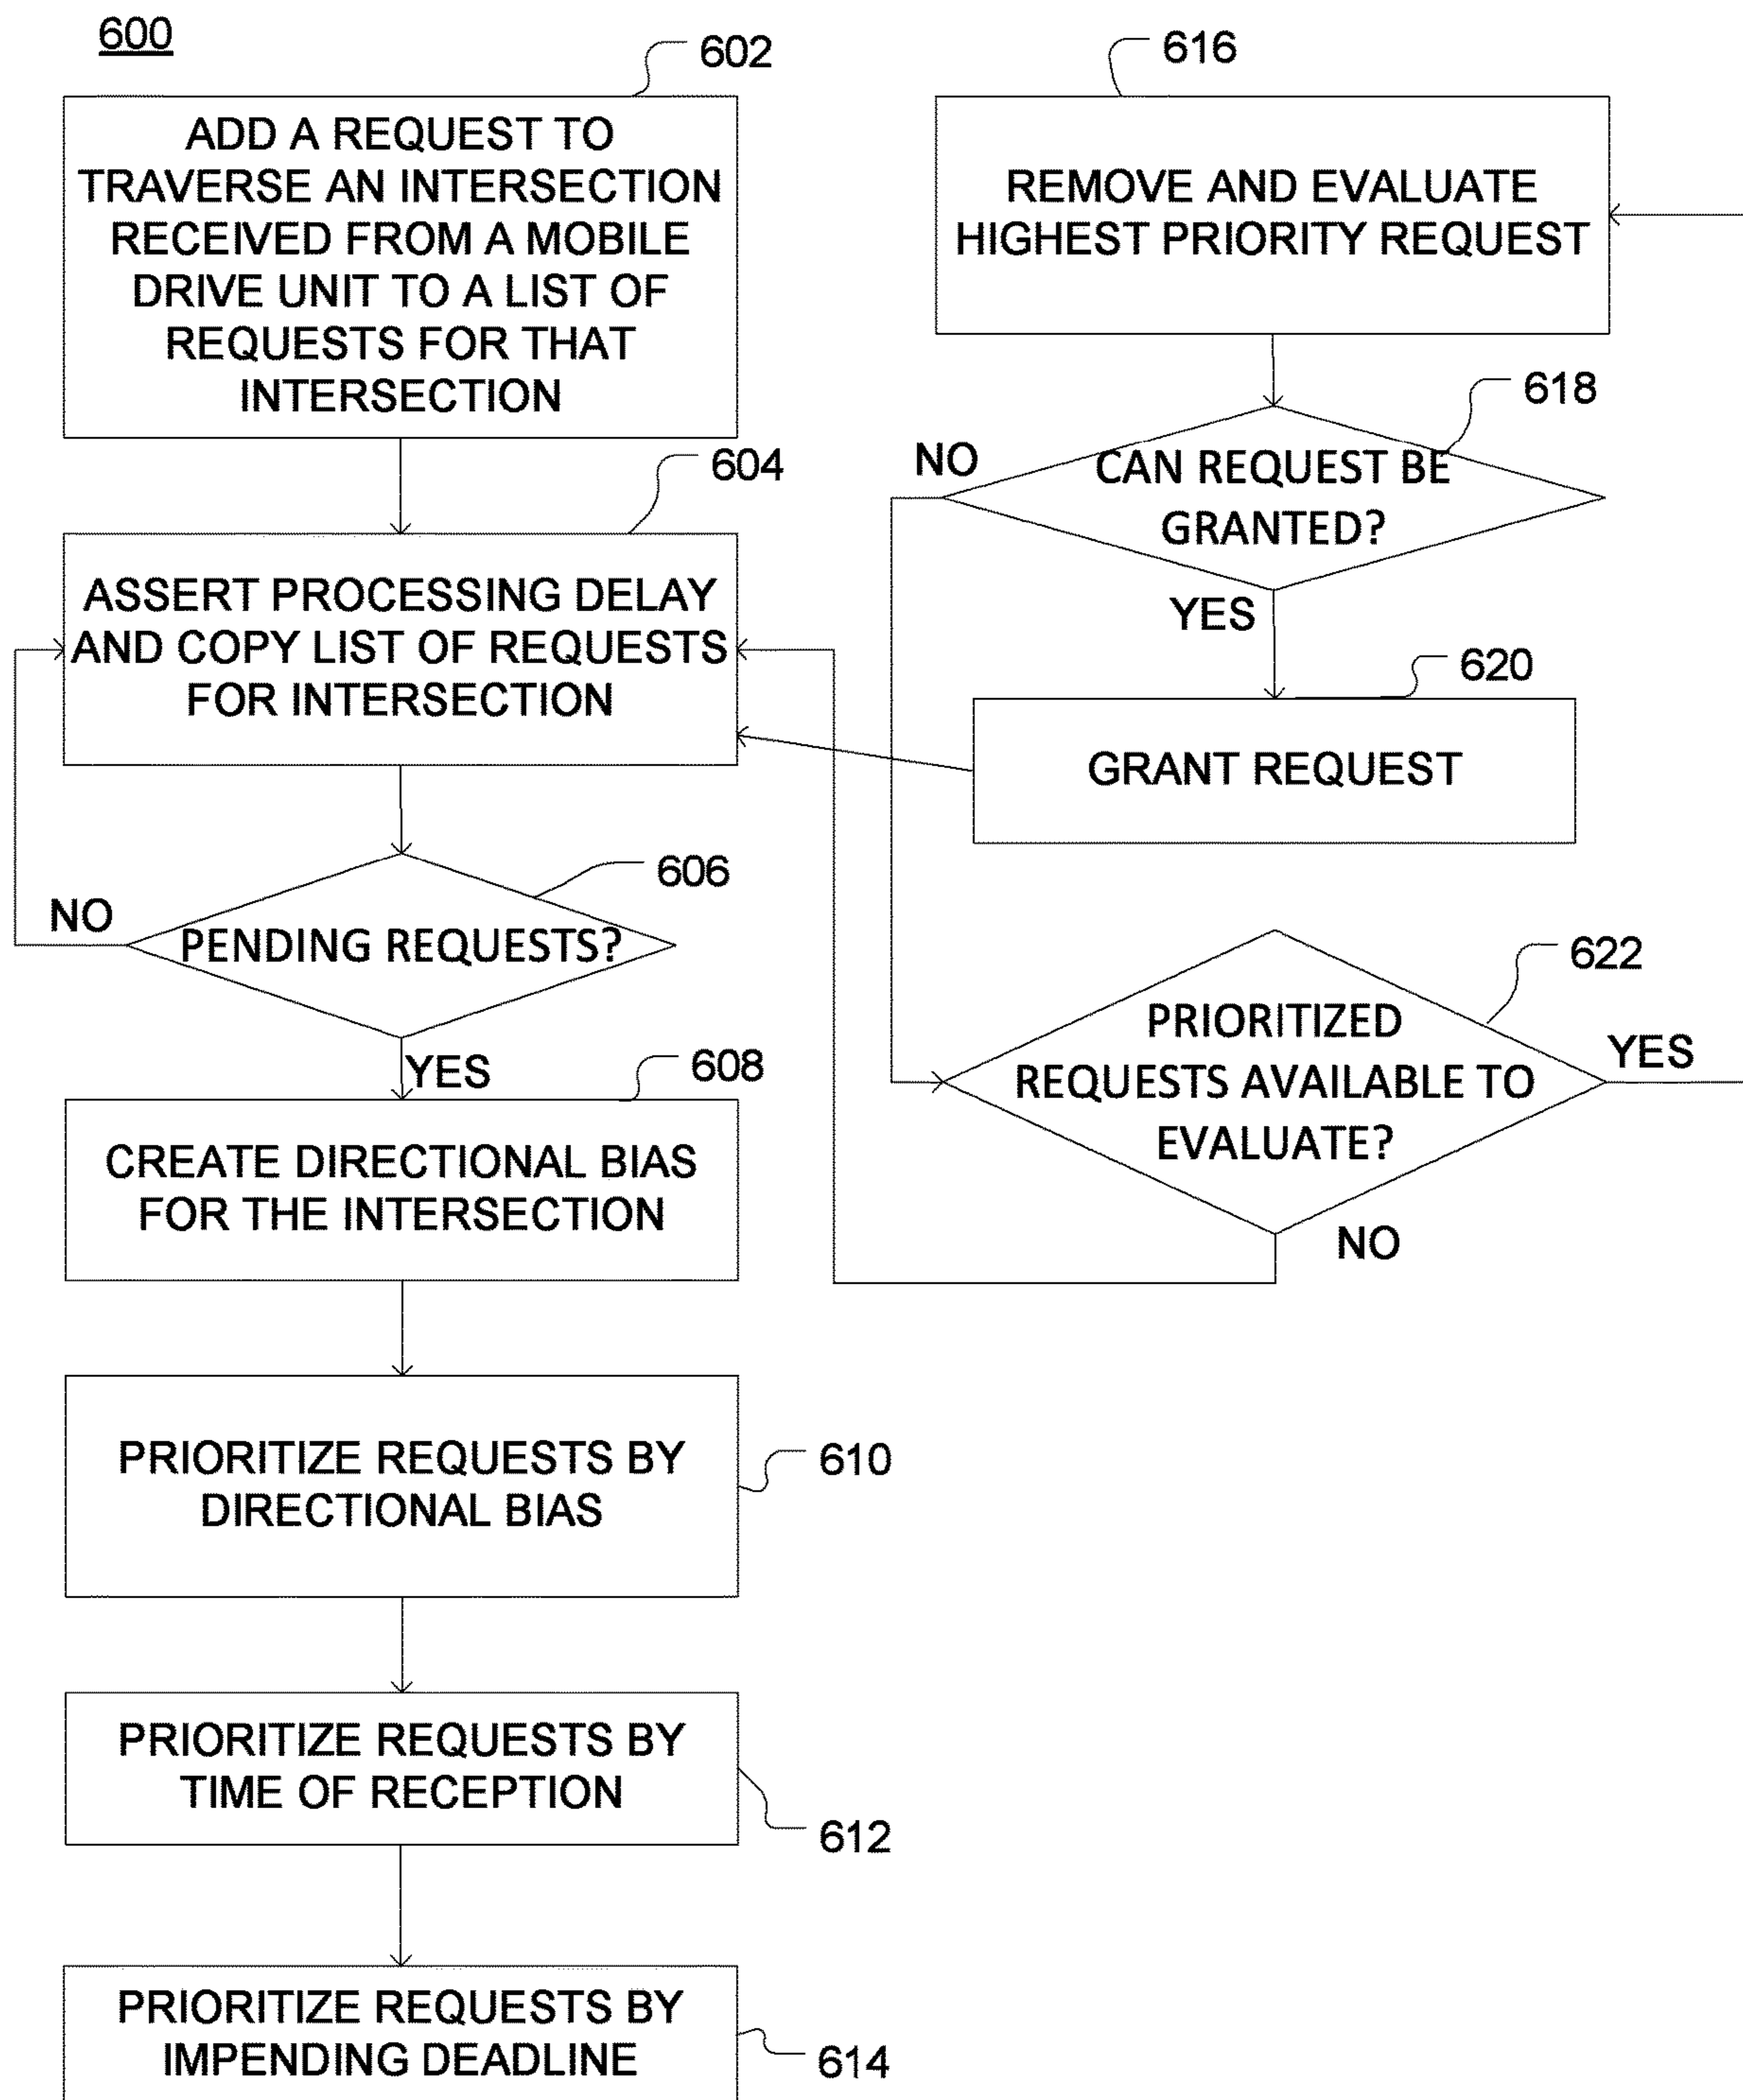 600
602
ADD A REQUEST TO
TRAVERSE AN INTERSECTION
RECEIVED FROM A MOBILE
DRIVE UNIT TO A LIST OF
REQUESTS FOR THAT
INTERSECTION
604
ASSERT PROCESSING DELAY
AND COPY LIST OF REQUESTS
FOR INTERSECTION
606
NO
PENDING REQUESTS?
YES
608
CREATE DIRECTIONAL BIAS
FOR THE INTERSECTION
PRIORITIZE REQUESTS BY
DIRECTIONAL BIAS
610
PRIORITIZE REQUESTS BY
TIME OF RECEPTION
612
PRIORITIZE REQUESTS BY
IMPENDING DEADLINE
614
616
REMOVE AND EVALUATE
HIGHEST PRIORITY REQUEST
618
NO
CAN REQUEST BE
GRANTED?
YES
620
GRANT REQUEST
622
PRIORITIZED
REQUESTS AVAILABLE TO
EVALUATE?
YES
NO